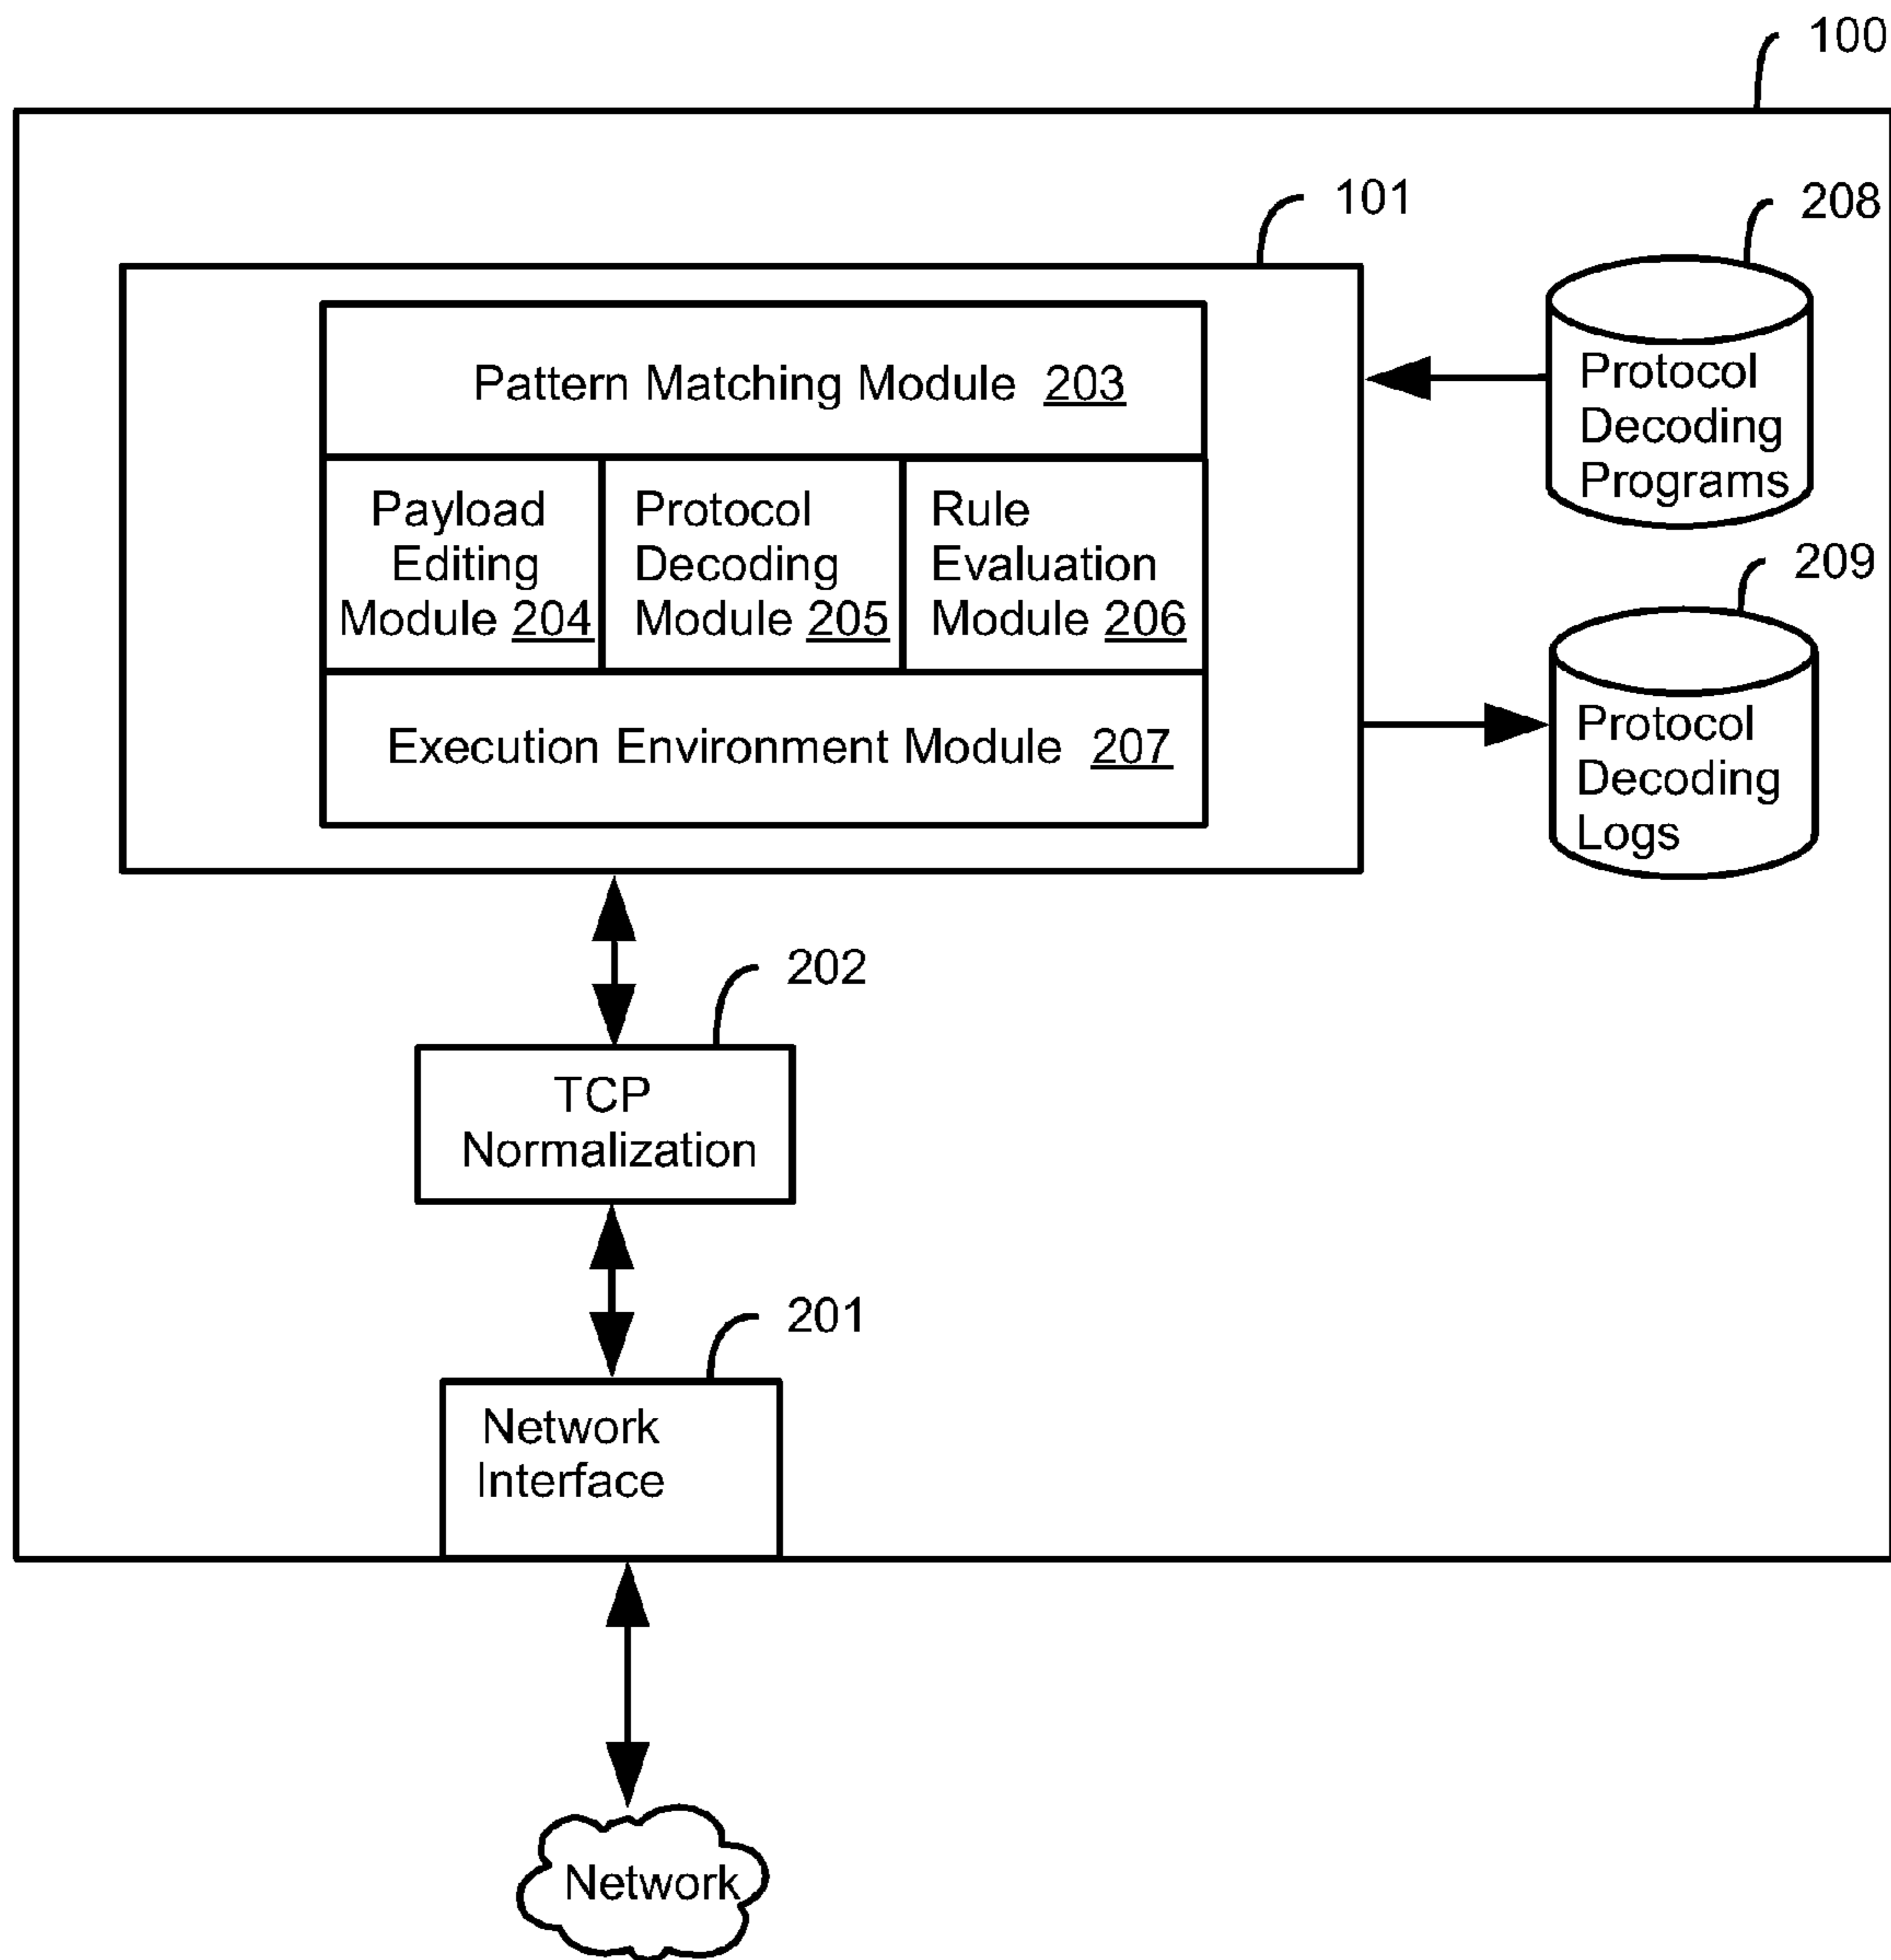 100
101
208
Pattern Matching Module 203
Protocol
Decoding
Programs
Payload
Editing
Module 204
Protocol
Decoding
Module 205
Rule
Evaluation
Module 206
209
Execution Environment Module 207
Protocol
Decoding
Logs
202
TCP
Normalization
201
Network
Interface
Network